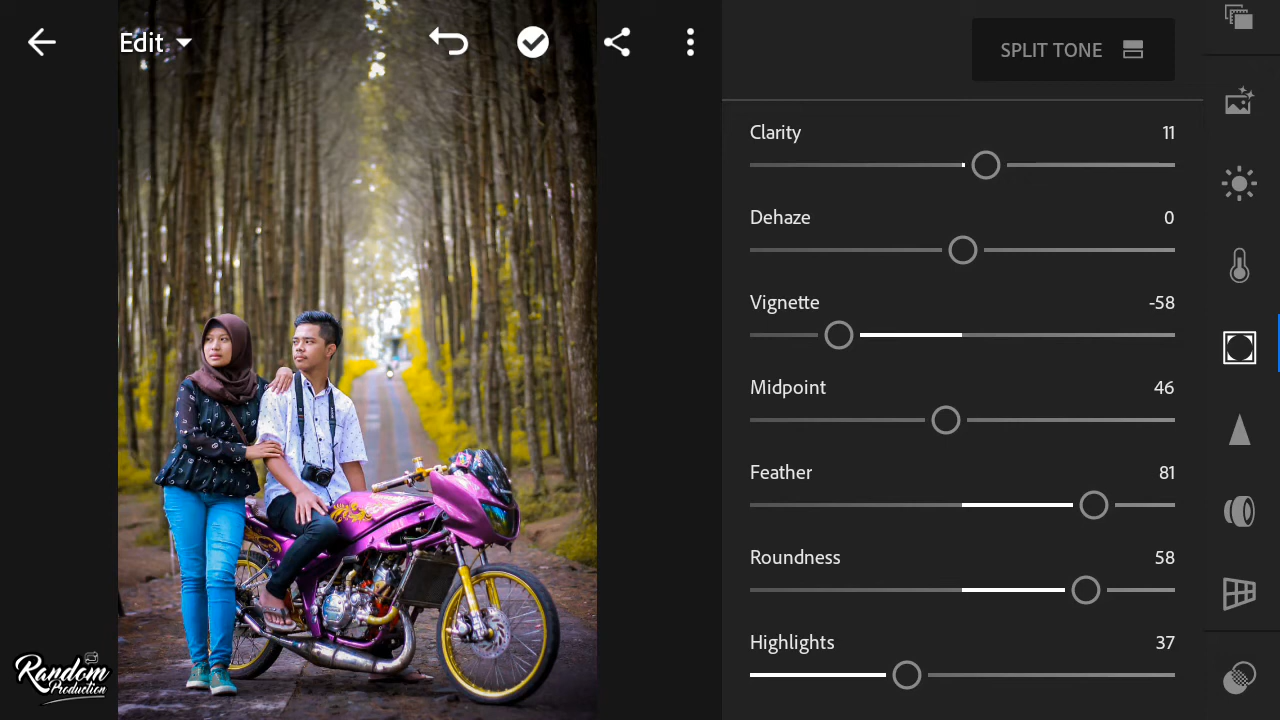 Edit
SPLIT TONE
Clarity 11
Dehaze 0
Vignette -58
Midpoint 46
Feather 81
Roundness 58
Highlights 37
Random
Production